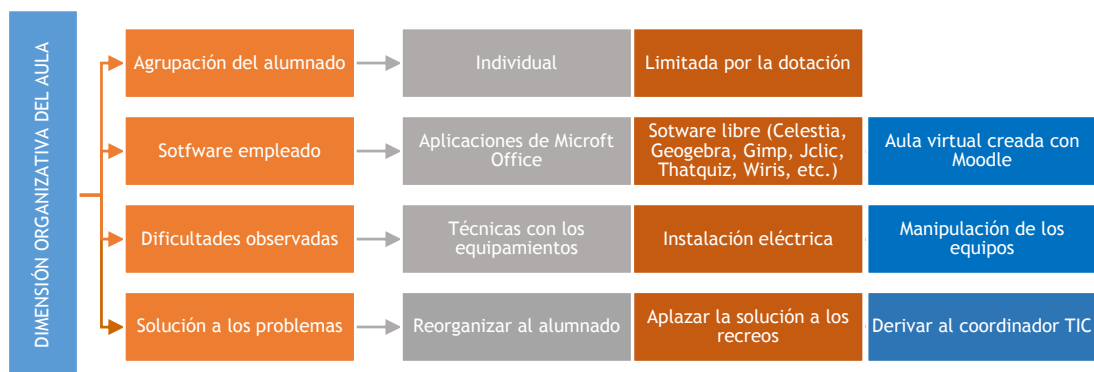 DIMENSIÓN ORGANIZATIVA DEL AULA
Agrupación del alumnado
Individual
Limitada por la dotación
Sotfware empleado
Aplicaciones de Microft
Office
Sotware libre (Celestia,
Geogebra, Gimp, Jclic,
Thatquiz, Wiris, etc.)
Aula virtual creada con
Moodle
Dificultades observadas
Técnicas con los
equipamientos
Instalación eléctrica
Manipulación de los
equipos
Solución a los problemas
Reorganizar al alumnado
Aplazar la solución a los
recreos
Derivar al coordinador TIC